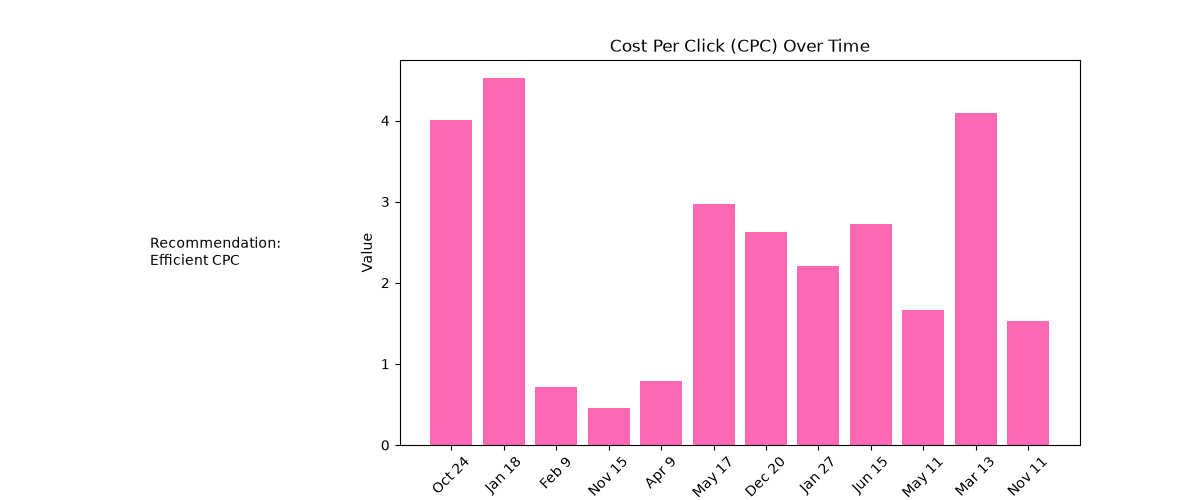 Cost Per Click (CPC) Over Time
Recommendation:
Efficient CPC
Value
4
3
2
1
0
Oct 24
Jan 18
Feb 9
Nov 15
Apr 9
May 17
Dec 20
Jan 27
Jun 15
May 11
Mar 13
Nov 11